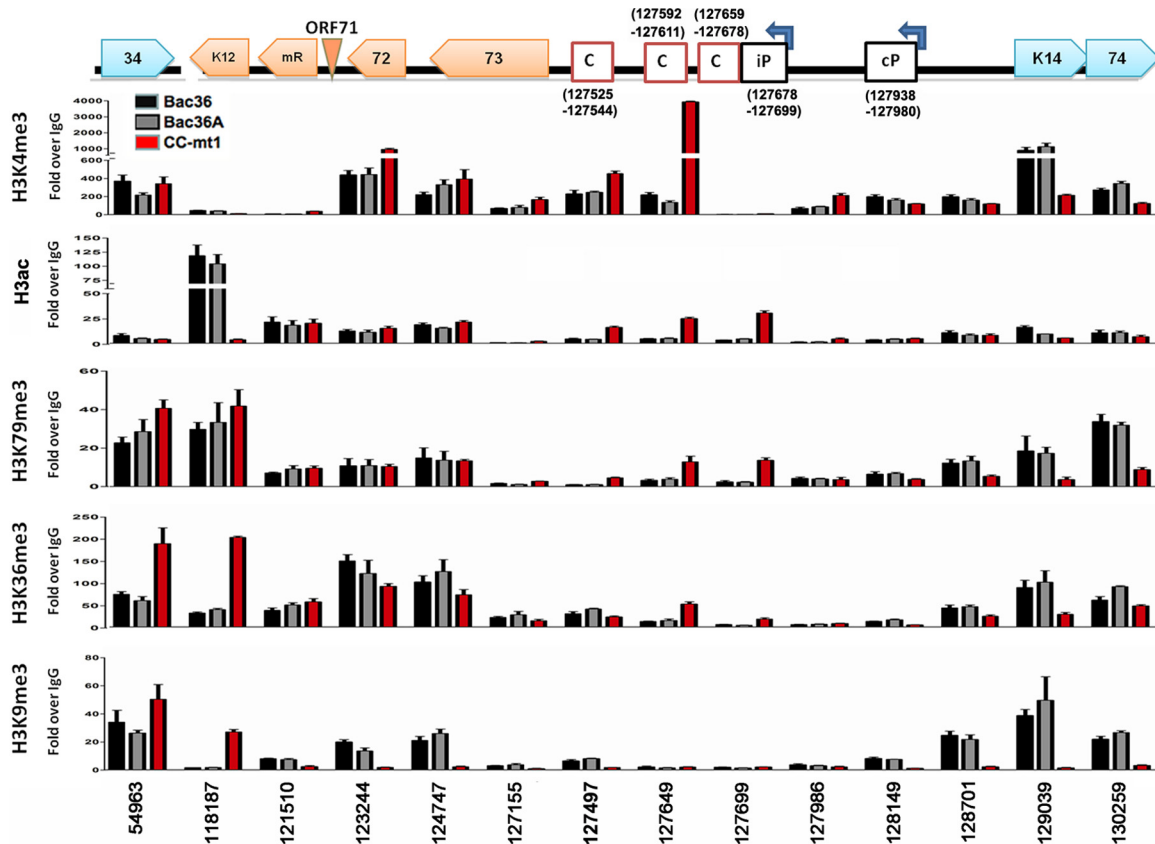 ORF71
(127592
-127611)
(127659
-127678)
34
K12
mR
72
73
C
C
C
iP
cP
K14
74
(127525
-127544)
(127678
-127699)
(127938
-127980)
Bac36
Bac36A
CC-mt1
H3K4me3
Fold over IgG
4000
3000
2000
1000
600
400
200
0
H3ac
Fold over IgG
150
125
100
75
50
25
0
H3K79me3
Fold over IgG
60
40
20
0
H3K36me3
Fold over IgG
250
200
150
100
50
0
H3K9me3
Fold over IgG
80
60
40
20
0
54963
118187
121510
123244
124747
127155
127497
127649
127699
127986
128149
128701
129039
130259